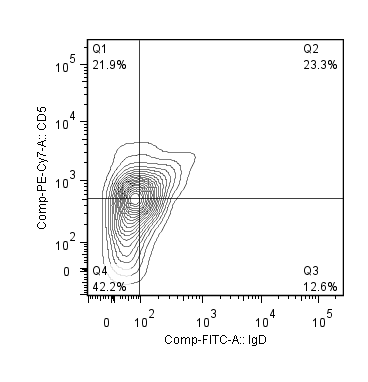 Q1
21.9%
Q2
23.3%
10^5
10^4
10^3
10^2
0
Comp-PE-Cy7-A:: CD5
Q4
42.2%
Q3
12.6%
0
10^2
10^3
10^4
10^5
Comp-FITC-A:: IgD